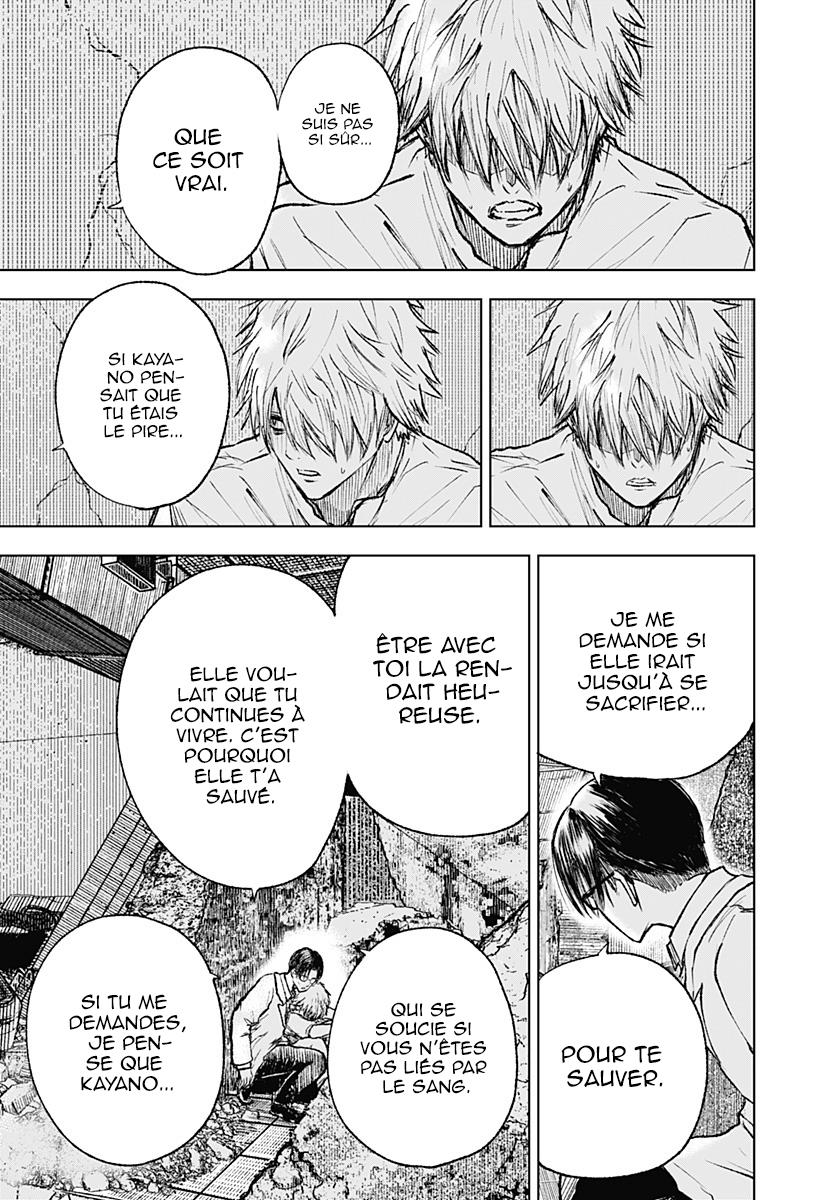 JE NE
SUIS PAS
SI SÛR...
QUE
CE SOIT
VRAI.
SI KAYA-
NO PEN-
SAIT QUE
TU ÉTAIS
LE PIRE...
JE ME
DEMANDE SI
ELLE IRAIT
JUSQU'À SE
SACRIFIER...
POUR TE
SAUVER.
ÊTRE AVEC
TOI LA REN-
DAIT HEU-
REUSE.
ELLE VOU-
LAIT QUE TU
CONTINUES À
VIVRE. C'EST
POURQUOI
ELLE T'A
SAUVÉ.
QUI SE
SOUCIE SI
VOUS N'ÊTES
PAS LIÉS PAR
LE SANG.
SI TU ME
DEMANDES,
JE PEN-
SE QUE
KAYANO...